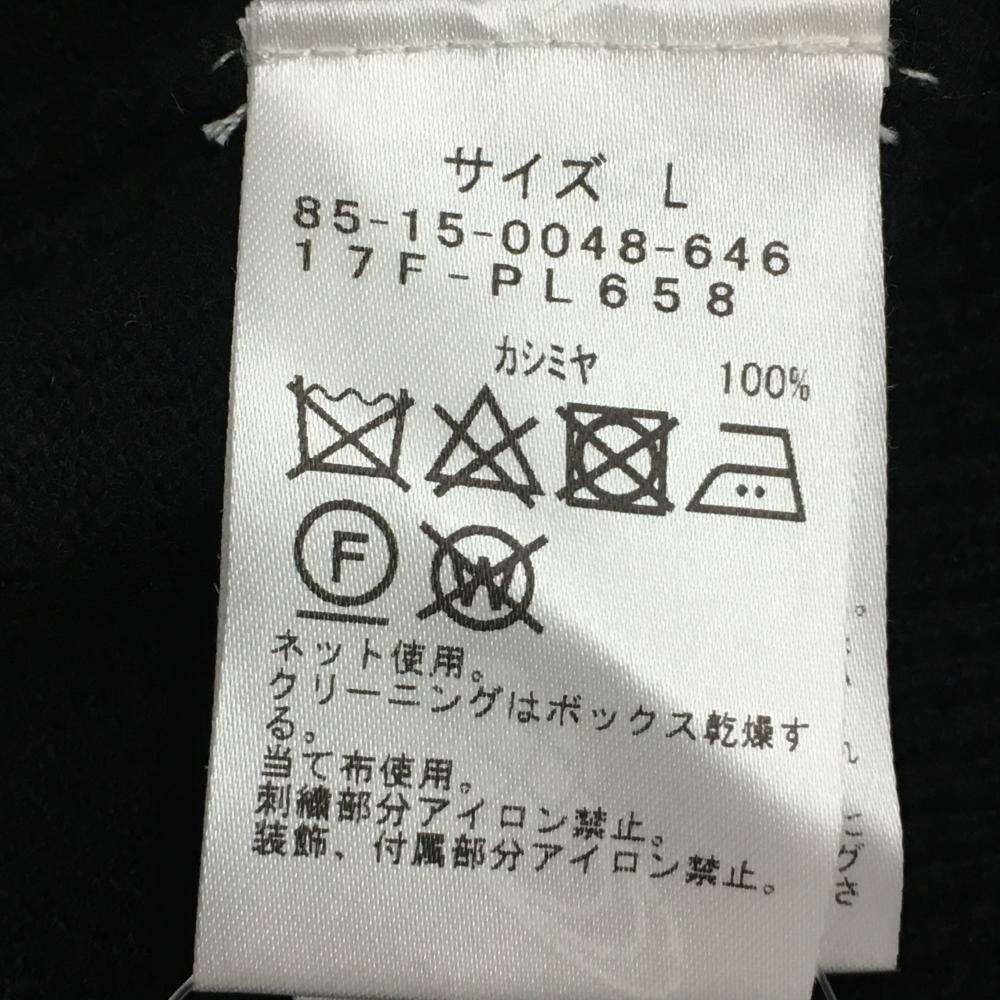 サイズ L
85-15-0048-646
17F-PL658
カシミヤ 100%
F
W
ネット使用。
クリーニングはボックス乾燥す
る。
当て布使用。
刺繍部分アイロン禁止。
装飾、付属部分アイロン禁止。